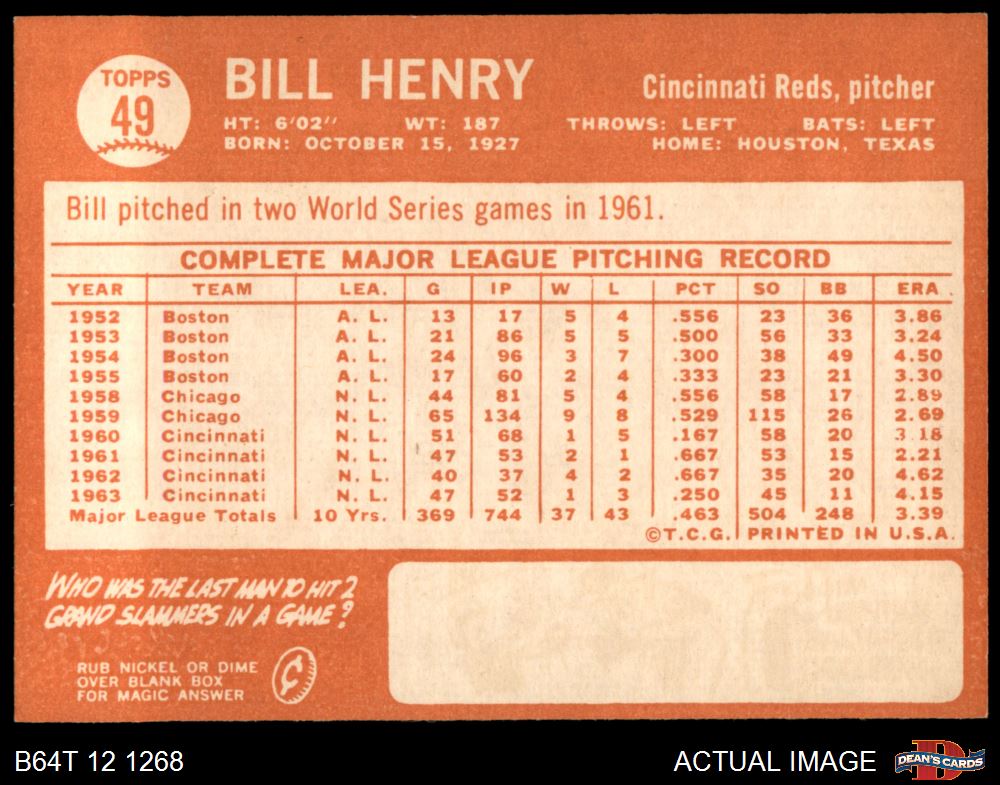 TOPPS
49
BILL HENRY
Cincinnati Reds, pitcher
HT: 6'02" WT: 187 THROWS: LEFT BATS: LEFT
BORN: OCTOBER 15, 1927 HOME: HOUSTON, TEXAS
Bill pitched in two World Series games in 1961.
COMPLETE MAJOR LEAGUE PITCHING RECORD
YEAR TEAM LEA. G IP W L PCT SO BB ERA
1952 Boston A. L. 13 17 5 4 .556 23 36 3.86
1953 Boston A. L. 21 86 5 5 .500 56 33 3.24
1954 Boston A. L. 24 96 3 7 .300 38 49 4.50
1955 Boston A. L. 17 60 2 4 .333 23 21 3.30
1958 Chicago N. L. 44 81 5 4 .556 58 17 2.89
1959 Chicago N. L. 65 134 9 8 .529 115 26 2.69
1960 Cincinnati N. L. 51 68 1 5 .167 58 20 3.18
1961 Cincinnati N. L. 47 53 2 1 .667 53 15 2.21
1962 Cincinnati N. L. 40 37 4 2 .667 35 20 4.62
1963 Cincinnati N. L. 47 52 1 3 .250 45 11 4.15
Major League Totals 10 Yrs. 369 744 37 43 .463 504 248 3.39
©T.C.G. PRINTED IN U.S.A.
WHO WAS THE LAST MAN TO HIT 2
GRAND SLAMMERS IN A GAME?
RUB NICKEL OR DIME
OVER BLANK BOX
FOR MAGIC ANSWER
¢
B64T 12 1268
ACTUAL IMAGE
D
DEAN'S CARDS